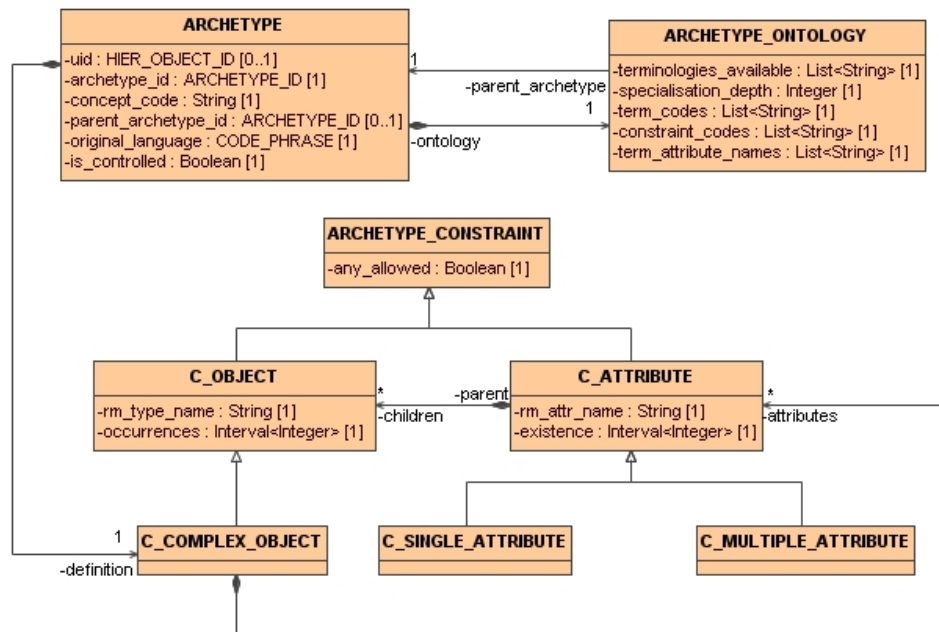 ARCHETYPE
-uid : HIER_OBJECT_ID [0..1]
-archetype_id : ARCHETYPE_ID [1]
-concept_code : String [1]
-parent_archetype_id : ARCHETYPE_ID [0..1]
-original_language : CODE_PHRASE [1]
-is_controlled : Boolean [1]
1
-parent_archetype
1
-ontology
ARCHETYPE_ONTOLOGY
-terminologies_available : List<String> [1]
-specialisation_depth : Integer [1]
-term_codes : List<String> [1]
-constraint_codes : List<String> [1]
-term_attribute_names : List<String> [1]
ARCHETYPE_CONSTRAINT
-any_allowed : Boolean [1]
C_OBJECT
-rm_type_name : String [1]
-occurrences : Interval<Integer> [1]
*
-children
-parent
C_ATTRIBUTE
-rm_attr_name : String [1]
-existence : Interval<Integer> [1]
*
-attributes
1
-definition
C_COMPLEX_OBJECT
C_SINGLE_ATTRIBUTE
C_MULTIPLE_ATTRIBUTE